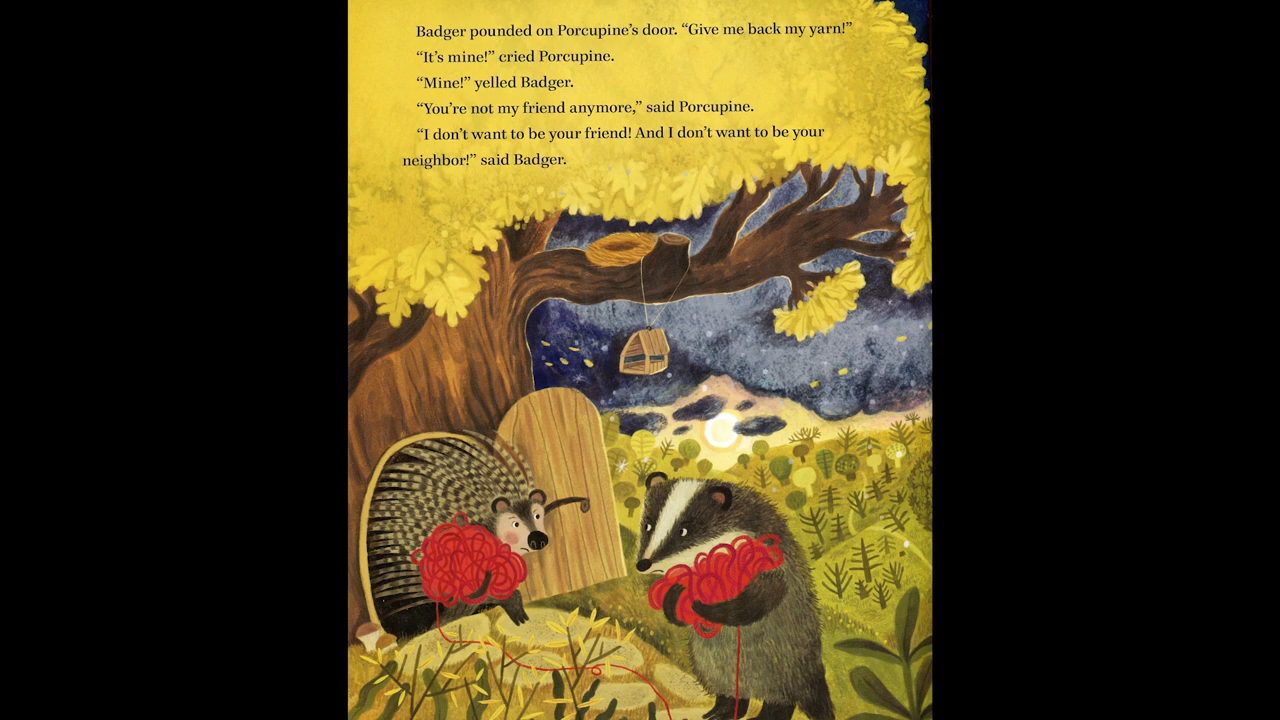 Badger pounded on Porcupine’s door. “Give me back my yarn!”
“It’s mine!” cried Porcupine.
“Mine!” yelled Badger.
“You’re not my friend anymore,” said Porcupine.
“I don’t want to be your friend! And I don’t want to be your
neighbor!” said Badger.